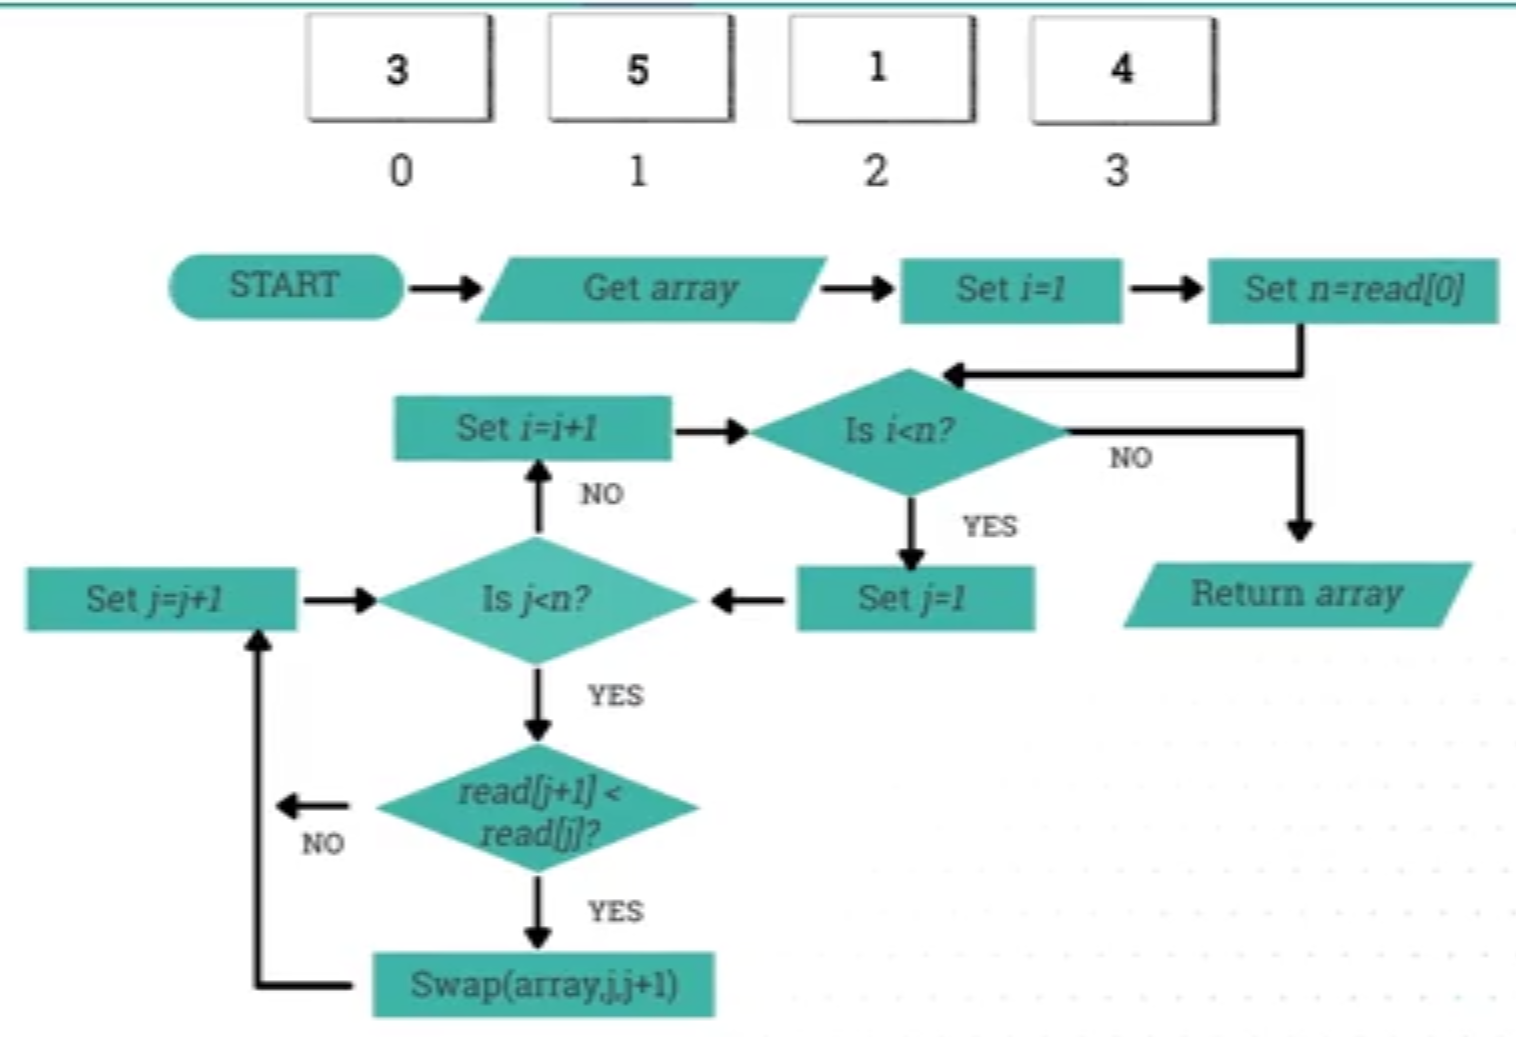 3 5 1 4
0 1 2 3
START
Get array
Set i=1
Set n=read[0]
Set i=i+1
Is i<n?
NO
NO
YES
Set j=j+1
Is j<n?
Set j=1
Return array
YES
read[j+1] <
read[j]?
NO
YES
Swap(array,j,j+1)